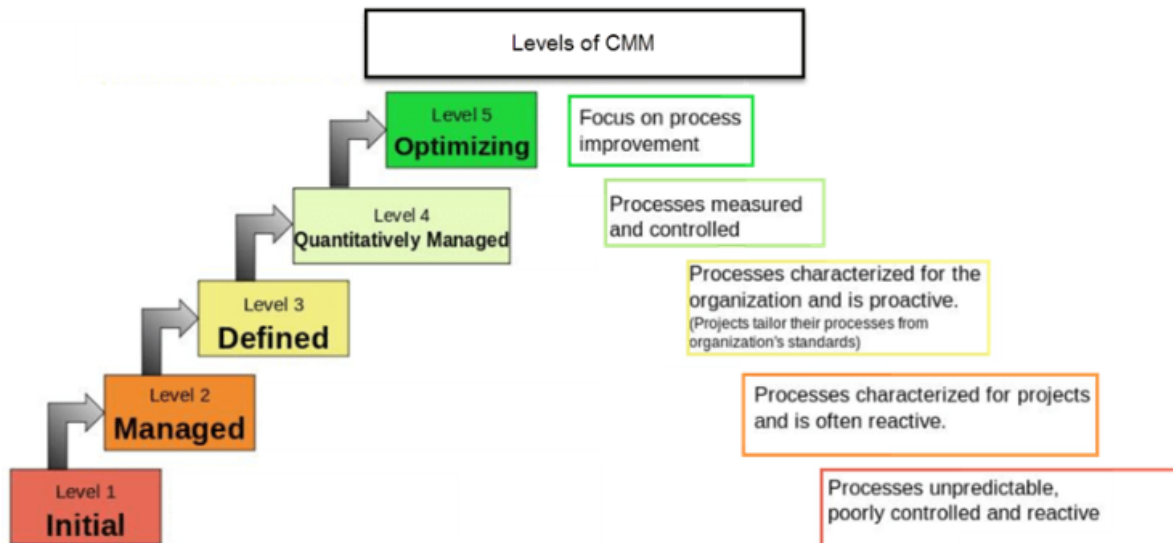 Levels of CMM
Level 5
Optimizing
Focus on process
improvement
Level 4
Quantitatively Managed
Processes measured
and controlled
Level 3
Defined
Processes characterized for the
organization and is proactive.
(Projects tailor their processes from
organization's standards)
Level 2
Managed
Processes characterized for projects
and is often reactive.
Level 1
Initial
Processes unpredictable,
poorly controlled and reactive